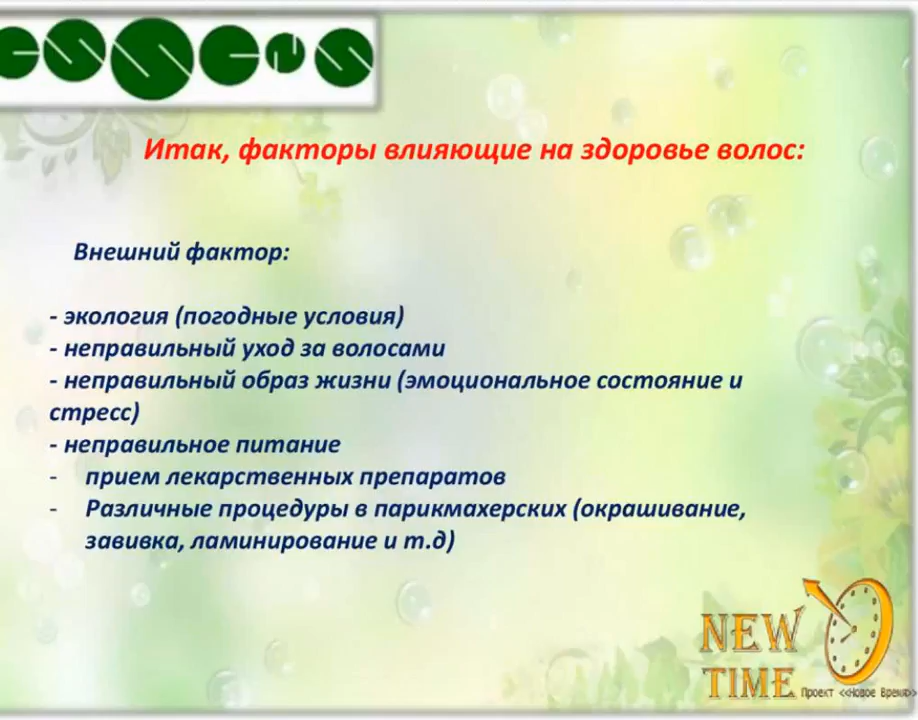 essens
Итак, факторы влияющие на здоровье волос:
Внешний фактор:
- экология (погодные условия)
- неправильный уход за волосами
- неправильный образ жизни (эмоциональное состояние и
стресс)
- неправильное питание
- прием лекарственных препаратов
- Различные процедуры в парикмахерских (окрашивание,
завивка, ламинирование и т.д)
NEW
TIME
Проект <<Новое Время>>